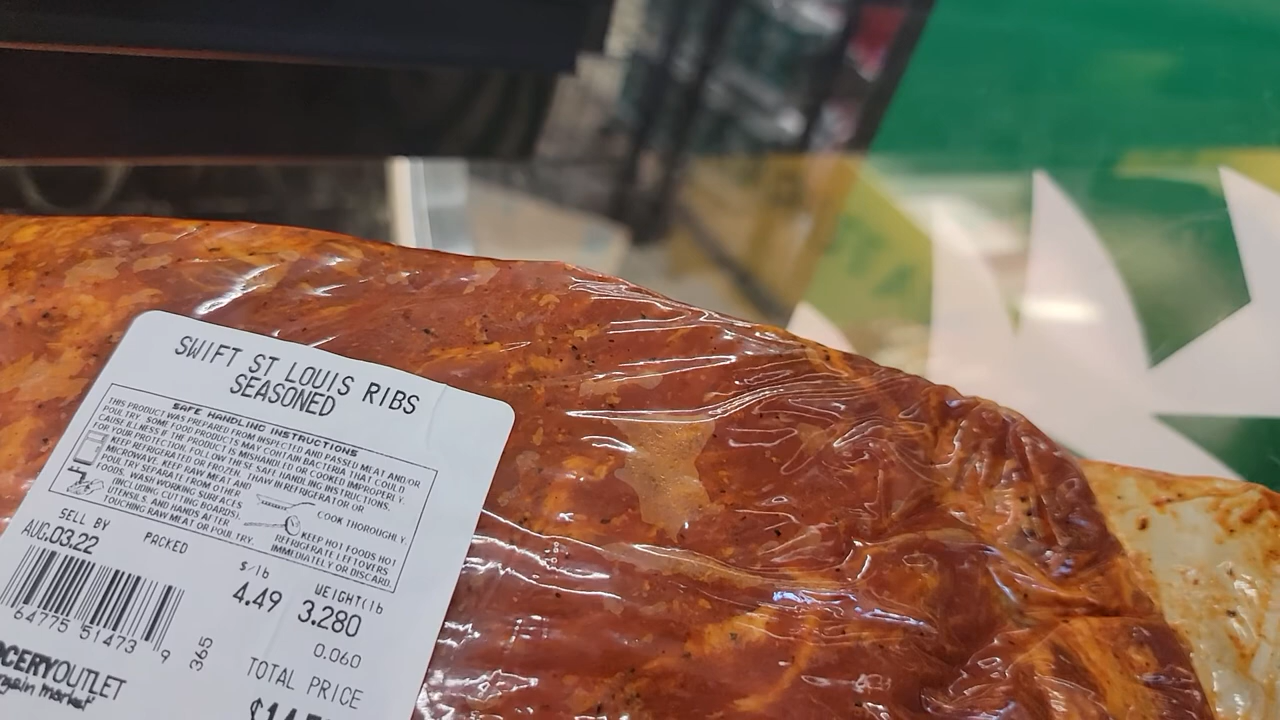 SWIFT ST LOUIS RIBS
SEASONED
SAFE HANDLING INSTRUCTIONS
THIS PRODUCT WAS PREPARED FROM INSPECTED AND PASSED MEAT AND/OR
POULTRY. SOME FOOD PRODUCTS MAY CONTAIN BACTERIA THAT COULD
CAUSE ILLNESS IF THE PRODUCT IS MISHANDLED OR COOKED IMPROPERLY.
FOR YOUR PROTECTION, FOLLOW THESE SAFE HANDLING INSTRUCTIONS.
KEEP REFRIGERATED OR FROZEN. THAW IN REFRIGERATOR OR
MICROWAVE.
KEEP RAW MEAT AND
POULTRY SEPARATE FROM OTHER
FOODS. WASH WORKING SURFACES
(INCLUDING CUTTING BOARDS)
UTENSILS, AND HANDS AFTER
TOUCHING RAW MEAT OR POULTRY.
COOK THOROUGHLY.
KEEP HOT FOODS HOT
REFRIGERATE LEFTOVERS
IMMEDIATELY OR DISCARD.
SELL BY
AUG.03.22
PACKED
$/lb
4.49
WEIGHT(lb
3.280
0.060
64775 51473 9
365
TOTAL PRICE
$14
OCERYOUTLET
rgain market